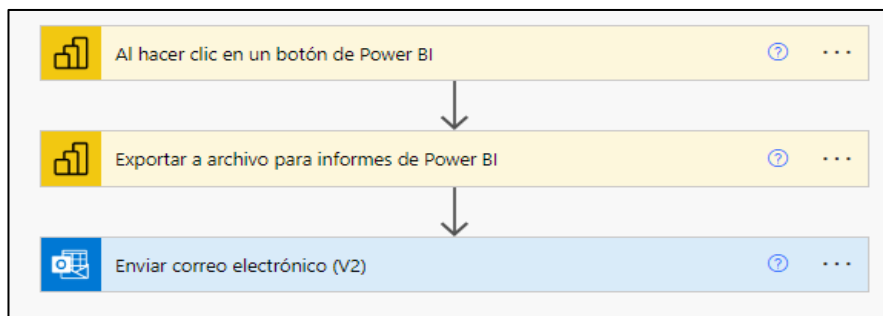 Al hacer clic en un botón de Power BI
Exportar a archivo para informes de Power BI
Enviar correo electrónico (V2)